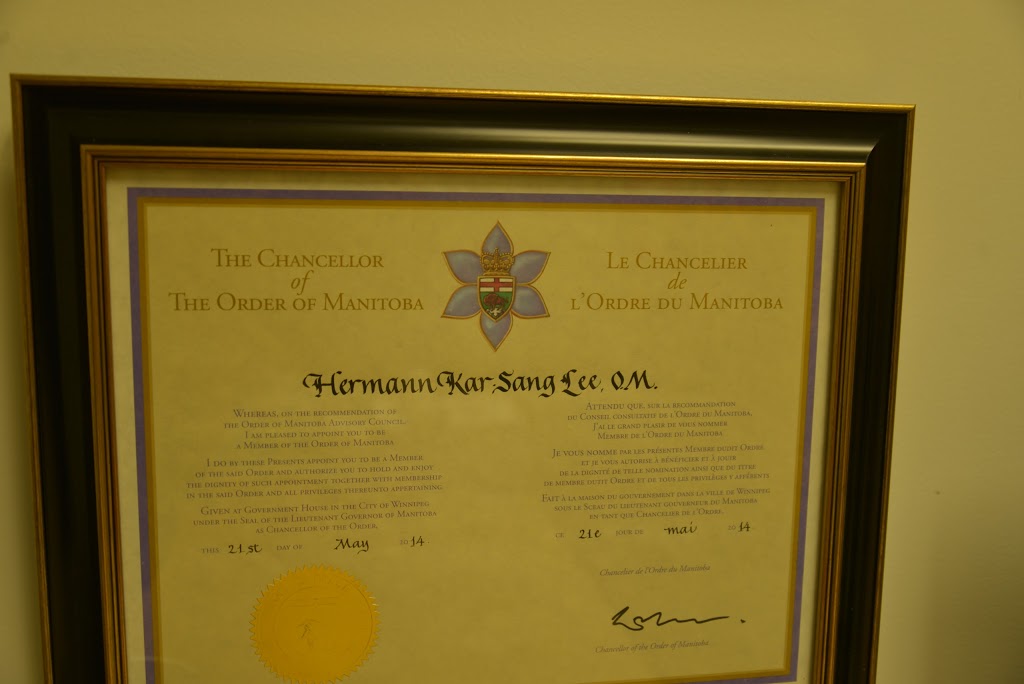 The Chancellor
of
The Order of Manitoba
Le Chancelier
de
l'Ordre du Manitoba
Hermann Kar-Sang Lee, O.M.
Whereas, on the recommendation of
the Order of Manitoba Advisory Council,
I am pleased to appoint you to be
a Member of the Order of Manitoba
I do by these Presents appoint you to be a Member
of the said Order and authorize you to hold and enjoy
the dignity of such appointment together with membership
in the said Order and all privileges thereunto appertaining.
Given at Government House in the City of Winnipeg
under the Seal of the Lieutenant Governor of Manitoba
as Chancellor of the Order,
this 21st day of May 2014
Attendu que, sur la recommandation
du Conseil consultatif de l'Ordre du Manitoba,
j'ai le grand plaisir de vous nommer
Membre de l'Ordre du Manitoba
Je vous nomme par les présentes Membre dudit Ordre
et je vous autorise à bénéficier et à jouir
de la dignité de telle nomination ainsi que du titre
de membre dudit Ordre et de tous les privilèges y afférents
Fait à la maison du gouvernement dans la ville de Winnipeg
sous le Sceau du lieutenant gouverneur du Manitoba
en tant que Chancelier de l'Ordre,
ce 21e jour de mai 2014
Chancelier de l'Ordre du Manitoba
Chancellor of the Order of Manitoba